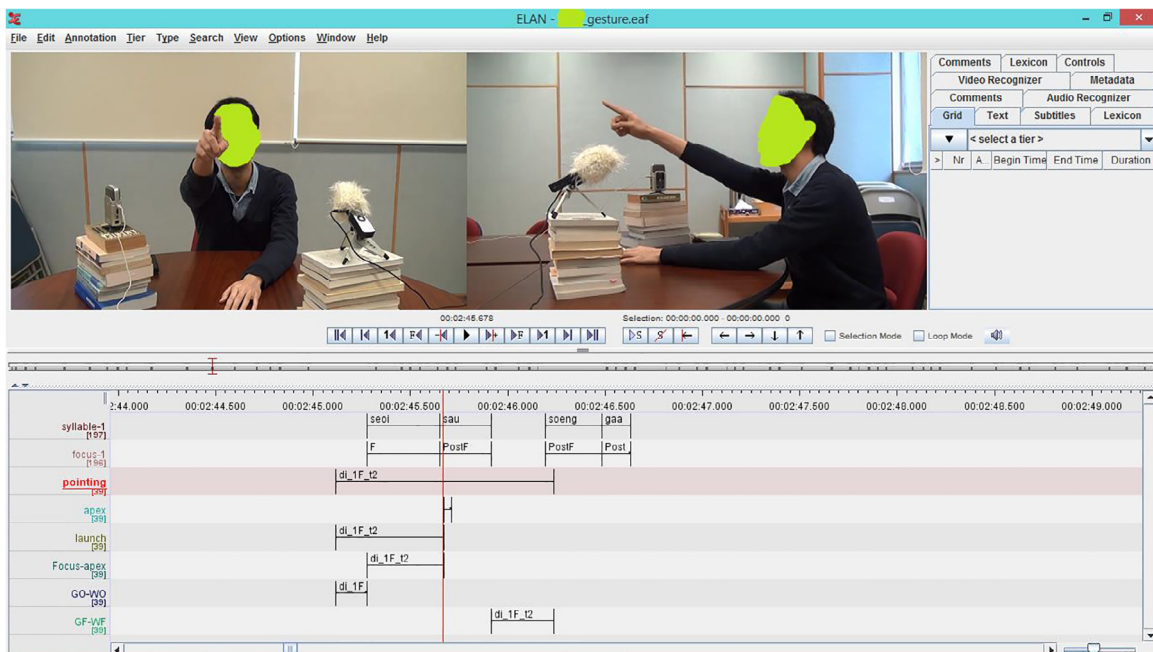 ELAN - _gesture.eaf
File Edit Annotation Tier Type Search View Options Window Help
Comments Lexicon Controls
Video Recognizer Metadata
Comments Audio Recognizer
Grid Text Subtitles Lexicon
▼ < select a tier >
> Nr A... Begin Time End Time Duration
00:02:45.678 Selection: 00:00:00.000 - 00:00:00.000 0
1 F F 1 S S Selection Mode Loop Mode
2:44.000 00:02:44.500 00:02:45.000 00:02:45.500 00:02:46.000 00:02:46.500 00:02:47.000 00:02:47.500 00:02:48.000 00:02:48.500 00:02:49.000
syllable-1 seoi sau soeng gaa
[197]
focus-1 F PostF PostF Post
[196]
pointing di_1F_t2
[39]
apex
[39]
launch di_1F_t2
[39]
Focus-apex di_1F_t2
[39]
GO-WO di_1F
[39]
GF-WF di_1F_t2
[39]